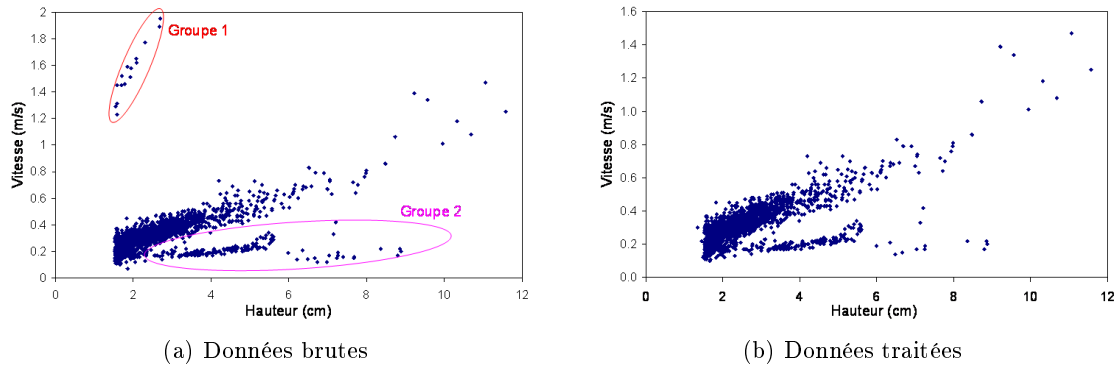 2
1.8
1.6
1.4
1.2
1
0.8
0.6
0.4
0.2
0
Vitesse (m/s)
Groupe 1
Groupe 2
0 2 4 6 8 10 12
Hauteur (cm)
(a) Données brutes
1.6
1.4
1.2
1.0
0.8
0.6
0.4
0.2
0.0
Vitesse (m/s)
0 2 4 6 8 10 12
Hauteur (cm)
(b) Données traitées